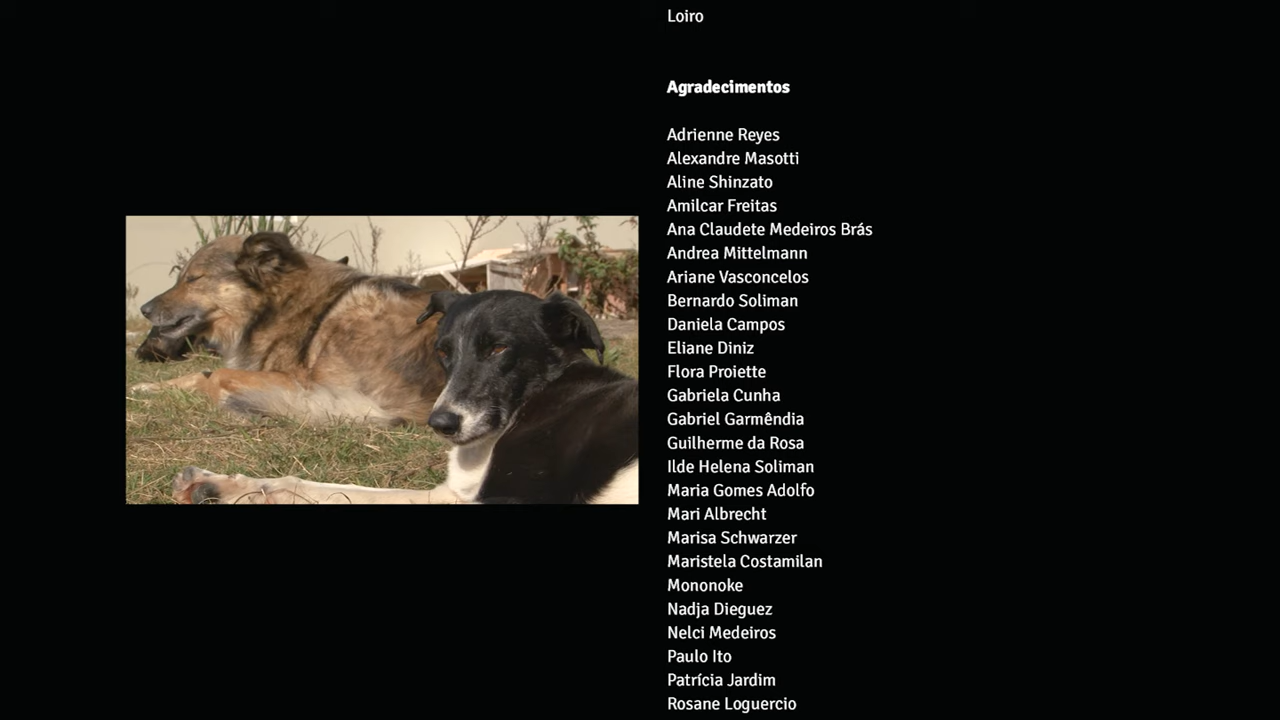 Loiro
Agradecimentos
Adrienne Reyes
Alexandre Masotti
Aline Shinzato
Amilcar Freitas
Ana Claudete Medeiros Brás
Andrea Mittelmann
Ariane Vasconcelos
Bernardo Soliman
Daniela Campos
Eliane Diniz
Flora Proiette
Gabriela Cunha
Gabriel Garmêndia
Guilherme da Rosa
Ilde Helena Soliman
Maria Gomes Adolfo
Mari Albrecht
Marisa Schwarzer
Maristela Costamilan
Mononoke
Nadja Dieguez
Nelci Medeiros
Paulo Ito
Patrícia Jardim
Rosane Loguercio